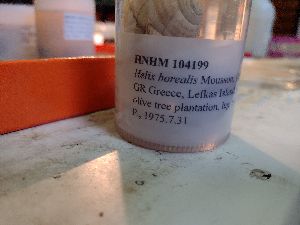 RNHM 104199
Helix borealis Mousson,
GR Greece, Lefkas Island
olive tree plantation, leg.
P., 1975.7.31